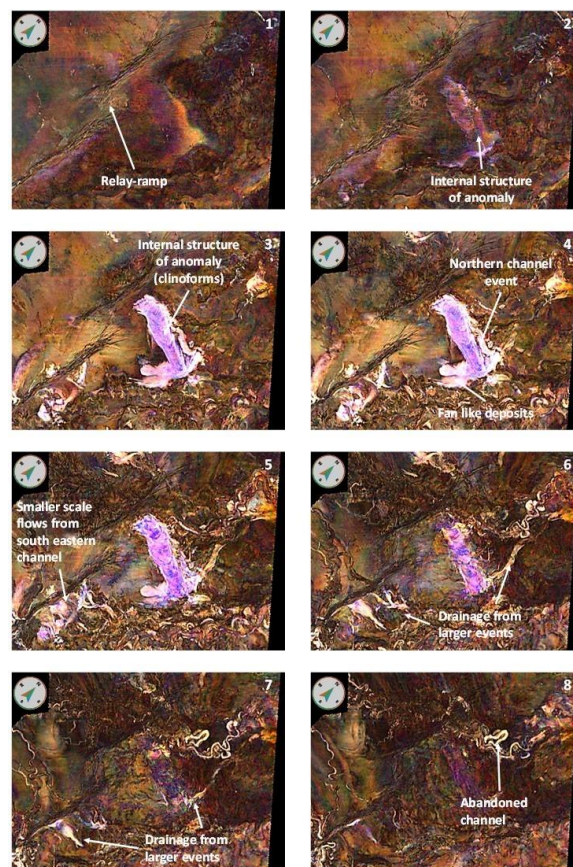 1
Relay-ramp
2
Internal structure
of anomaly
3
Internal structure
of anomaly
(clinoforms)
4
Northern channel
event
Fan like deposits
5
Smaller scale
flows from
south eastern
channel
6
Drainage from
larger events
7
Drainage from
larger events
8
Abandoned
channel